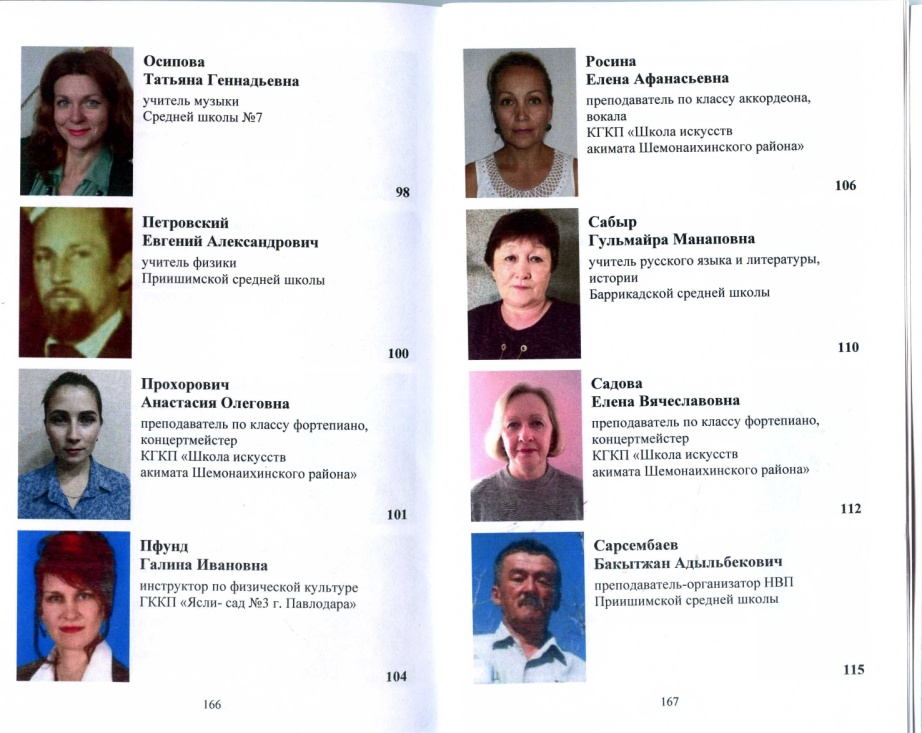 Осипова
Татьяна Геннадьевна
учитель музыки
Средней школы №7
98
Петровский
Евгений Александрович
учитель физики
Приишимской средней школы
100
Прохорович
Анастасия Олеговна
преподаватель по классу фортепиано,
концертмейстер
КГКП «Школа искусств
акимата Шемонаихинского района»
101
Пфунд
Галина Ивановна
инструктор по физической культуре
ГККП «Ясли- сад №3 г. Павлодара»
104
166
Росина
Елена Афанасьевна
преподаватель по классу аккордеона,
вокала
КГКП «Школа искусств
акимата Шемонаихинского района»
106
Сабыр
Гульмайра Манаповна
учитель русского языка и литературы,
истории
Баррикадской средней школы
110
Садова
Елена Вячеславовна
преподаватель по классу фортепиано,
концертмейстер
КГКП «Школа искусств
акимата Шемонаихинского района»
112
Сарсембаев
Бакытжан Адыльбекович
преподаватель-организатор НВП
Приишимской средней школы
115
167